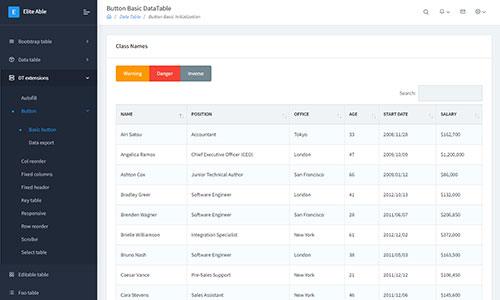 E Elite Able
Button Basic DataTable
/ Data Table / Button Basic Initialization
Bootstrap table
Data table
DT extensions
Autofill
Button
Basic button
Data export
Col reorder
Fixed columns
Fixed header
Key table
Responsive
Row reorder
Scroller
Select table
Editable table
Foo table
Class Names
Warning Danger Inverse
Search:
NAME POSITION OFFICE AGE START DATE SALARY
Airi Satou Accountant Tokyo 33 2008/11/28 $162,700
Angelica Ramos Chief Executive Officer (CEO) London 47 2009/10/09 $1,200,000
Ashton Cox Junior Technical Author San Francisco 66 2009/01/12 $86,000
Bradley Greer Software Engineer London 41 2012/10/13 $132,000
Brenden Wagner Software Engineer San Francisco 28 2011/06/07 $206,850
Brielle Williamson Integration Specialist New York 61 2012/12/02 $372,000
Bruno Nash Software Engineer London 38 2011/05/03 $163,500
Caesar Vance Pre-Sales Support New York 21 2011/12/12 $106,450
Cara Stevens Sales Assistant New York 46 2011/12/06 $145,600